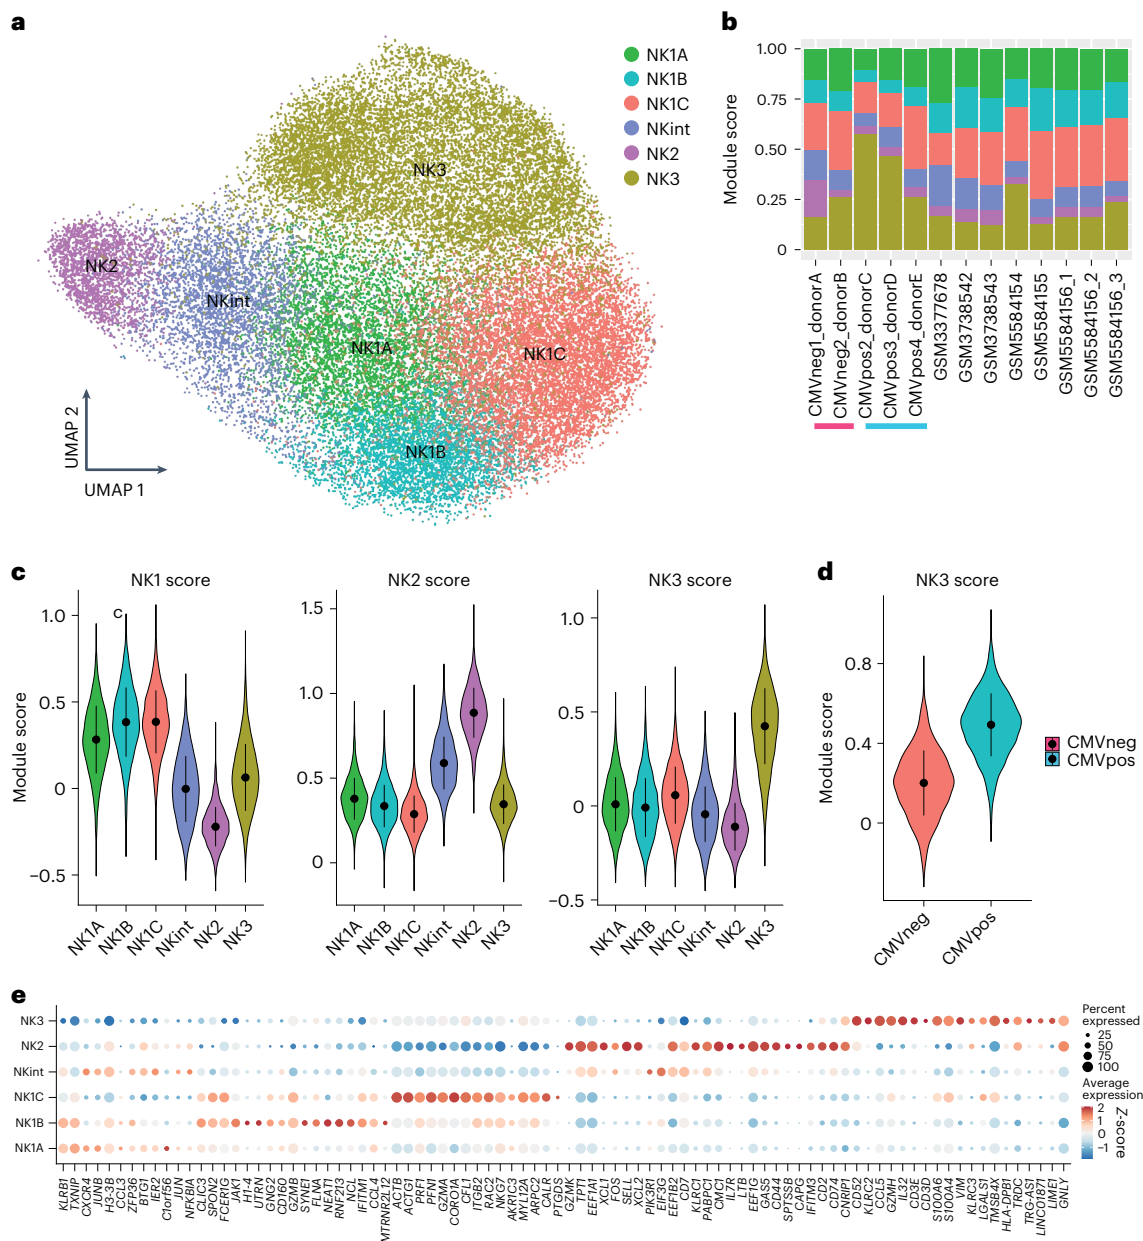 a
NK1A
NK1B
NK1C
NKint
NK2
NK3
NK3
NK2
NKint
NK1A
NK1C
NK1B
UMAP 2
UMAP 1
b
Module score
1.00
0.75
0.50
0.25
0
CMVneg1_donorA
CMVneg2_donorB
CMVpos2_donorC
CMVpos3_donorD
CMVpos4_donorE
GSM3377678
GSM3738542
GSM3738543
GSM5584154
GSM5584155
GSM5584156_1
GSM5584156_2
GSM5584156_3
c
NK1 score
Module score
1.0
0.5
0
−0.5
C
NK1A
NK1B
NK1C
NKint
NK2
NK3
NK2 score
1.5
1.0
0.5
0
NK1A
NK1B
NK1C
NKint
NK2
NK3
NK3 score
1.0
0.5
0
−0.5
NK1A
NK1B
NK1C
NKint
NK2
NK3
d
NK3 score
Module score
0.8
0.4
0
CMVneg
CMVpos
CMVneg
CMVpos
e
NK3
NK2
NKint
NK1C
NK1B
NK1A
KLRB1
TXNIP
CXCR4
JUNB
H3-3B
CCL3
ZFP36
BTG1
IER2
C1orf56
JUN
NFKBIA
CLIC3
SPON2
FCER1G
JAK1
H1-4
UTRN
GNG2
CD160
GZMB
SYNE1
FLNA
NEAT1
RNF213
NCL
IFITM1
CCL4
MTRNR2L12
ACTB
ACTG1
PRF1
PFN1
GZMA
CORO1A
CFL1
ITGB2
RAC2
NKG7
AKR1C3
MYL12A
ARPC2
CALR
PTGDS
GZMK
TPT1
EEF1A1
XCL1
FOS
SELL
XCL2
PIK3R1
EIF3G
EEF1B2
CD7
KLRC1
PABPC1
CMC1
IL7R
LTB
EEF1G
GAS5
CD44
SPTSSB
CAPG
IFITM3
CD2
CD74
CNRIP1
CD52
KLRC2
CCL5
GZMH
IL32
CD3E
CD3D
S100A6
S100A4
VIM
KLRC3
LGALS1
TMSB4X
HLA-DPB1
TRDC
TRG-AS1
LINC01871
LIME1
GNLY
Percent
expressed
25
50
75
100
Average
expression
2
1
0
−1
Z-score